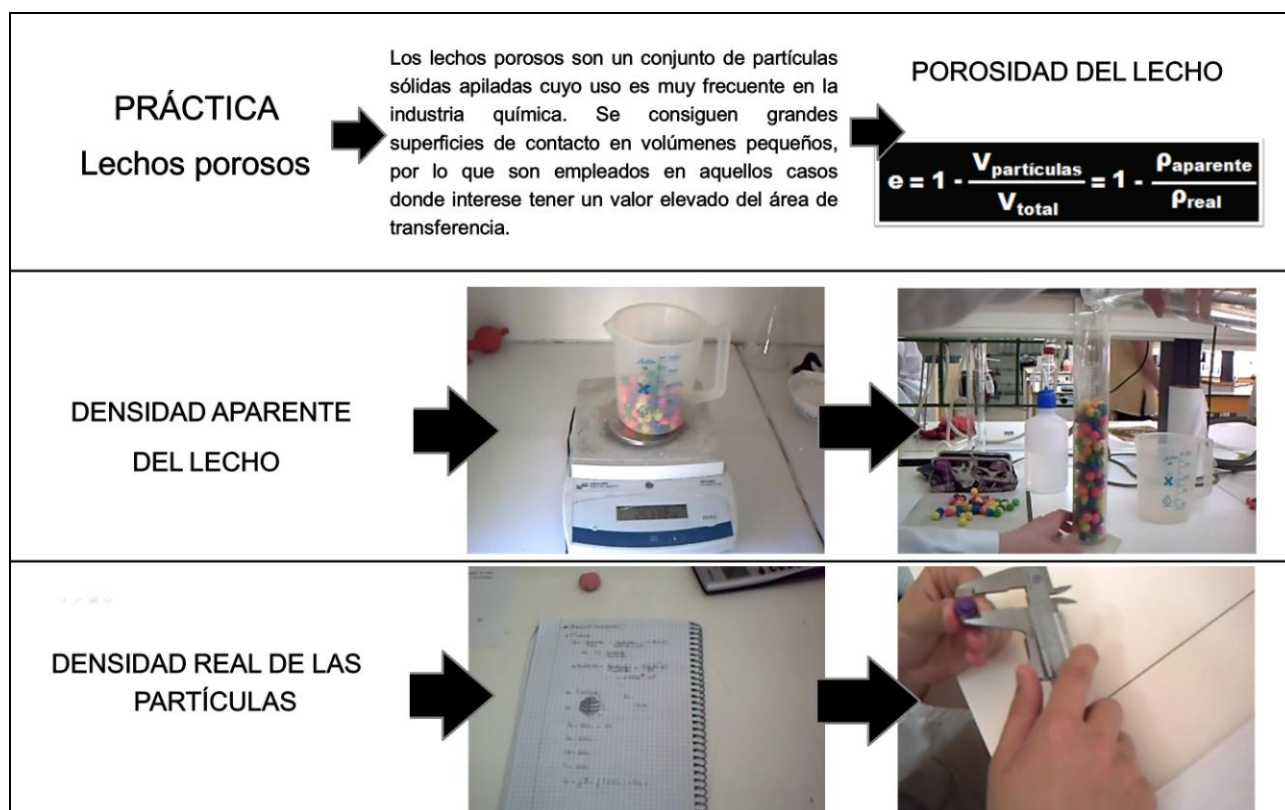 PRÁCTICA
Lechos porosos
Los lechos porosos son un conjunto de partículas
sólidas apiladas cuyo uso es muy frecuente en la
industria química. Se consiguen grandes
superficies de contacto en volúmenes pequeños,
por lo que son empleados en aquellos casos
donde interese tener un valor elevado del área de
transferencia.
POROSIDAD DEL LECHO
e = 1 - V partículas / V total = 1 - ρaparente / ρreal
DENSIDAD APARENTE
DEL LECHO
DENSIDAD REAL DE LAS
PARTÍCULAS